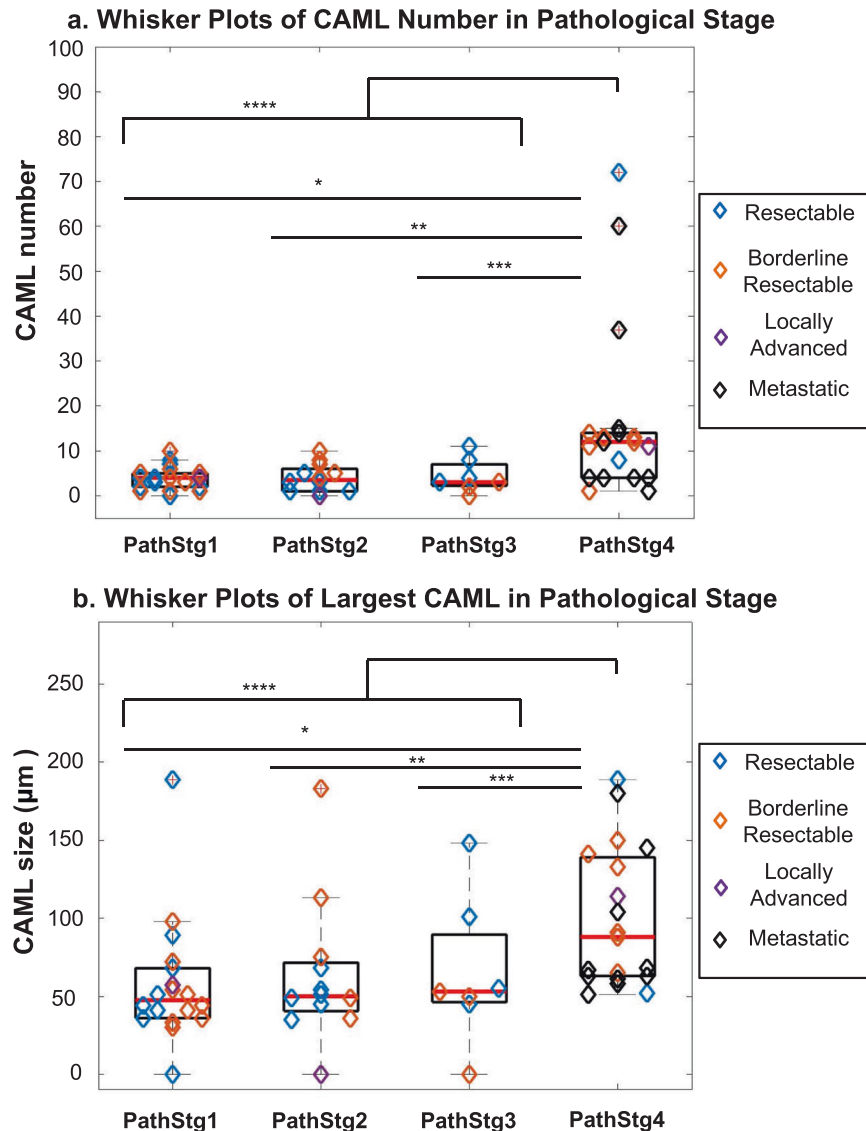 a. Whisker Plots of CAML Number in Pathological Stage
100
90
80
70
60
50
40
30
20
10
0
CAML number
****
*
**
***
PathStg1 PathStg2 PathStg3 PathStg4
Resectable
Borderline
Resectable
Locally
Advanced
Metastatic
b. Whisker Plots of Largest CAML in Pathological Stage
250
200
150
100
50
0
CAML size (µm )
****
*
**
***
PathStg1 PathStg2 PathStg3 PathStg4
Resectable
Borderline
Resectable
Locally
Advanced
Metastatic